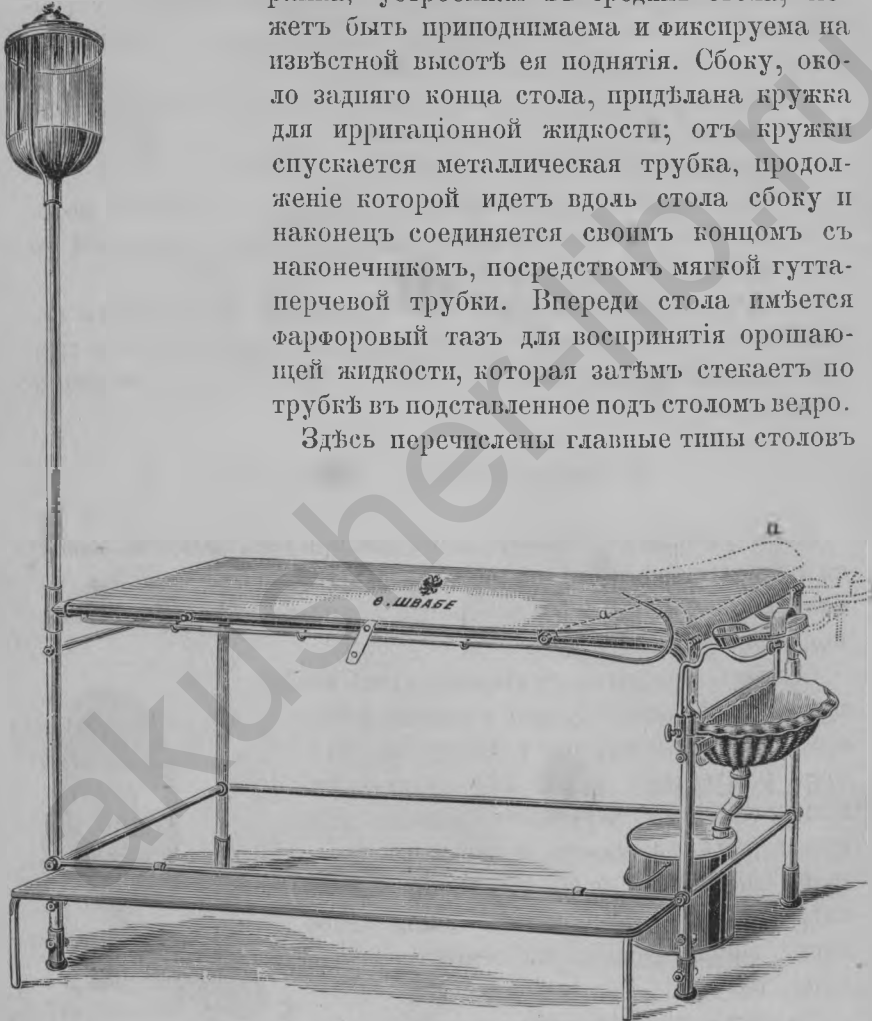 жетъ быть приподнимаема и фиксируема на
извѣстной высотѣ ея поднятія. Сбоку, око-
ло задняго конца стола, придѣлана кружка
для ирригаціонной жидкости; отъ кружки
спускается металлическая трубка, продол-
женіе которой идетъ вдоль стола сбоку и
наконецъ соединяется своимъ концомъ съ
наконечникомъ, посредствомъ мягкой гутта-
перчевой трубки. Впереди стола имѣется
фарфоровый тазъ для воспринятія орошаю-
щей жидкости, которая затѣмъ стекаетъ по
трубкѣ въ подставленное подъ столомъ ведро.
Здѣсь перечислены главные типы столовъ
a
a
Ѳ. ШВАБЕ
akusher-lib.ru